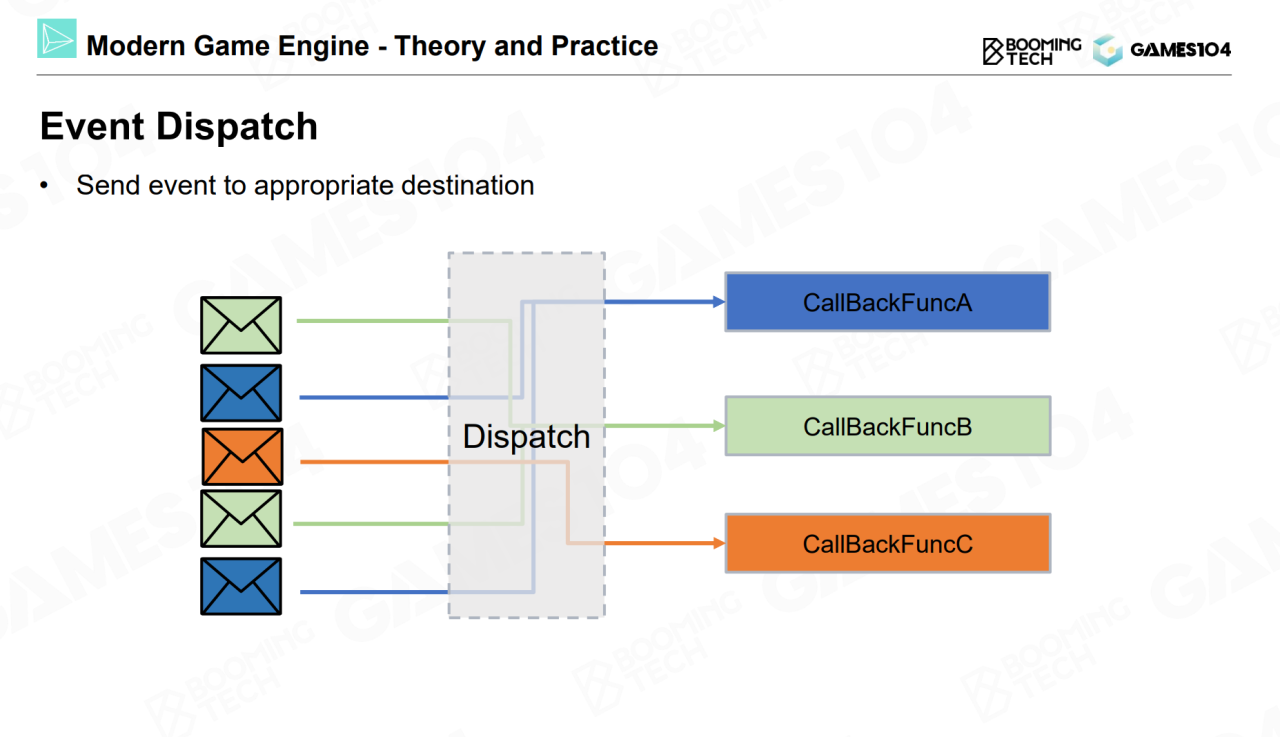 Modern Game Engine - Theory and Practice
BOOMING
TECH
GAMES104
Event Dispatch
• Send event to appropriate destination
CallBackFuncA
CallBackFuncB
Dispatch
CallBackFuncC